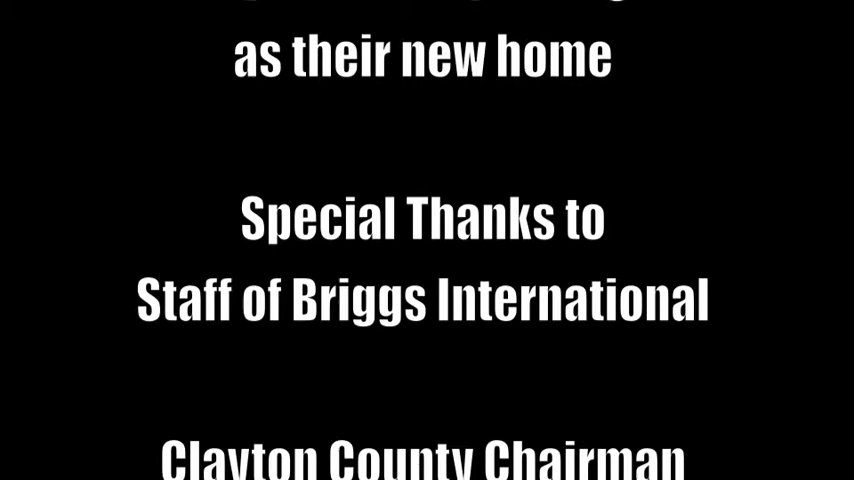 as their new home
Special Thanks to
Staff of Briggs International
Clayton County Chairman